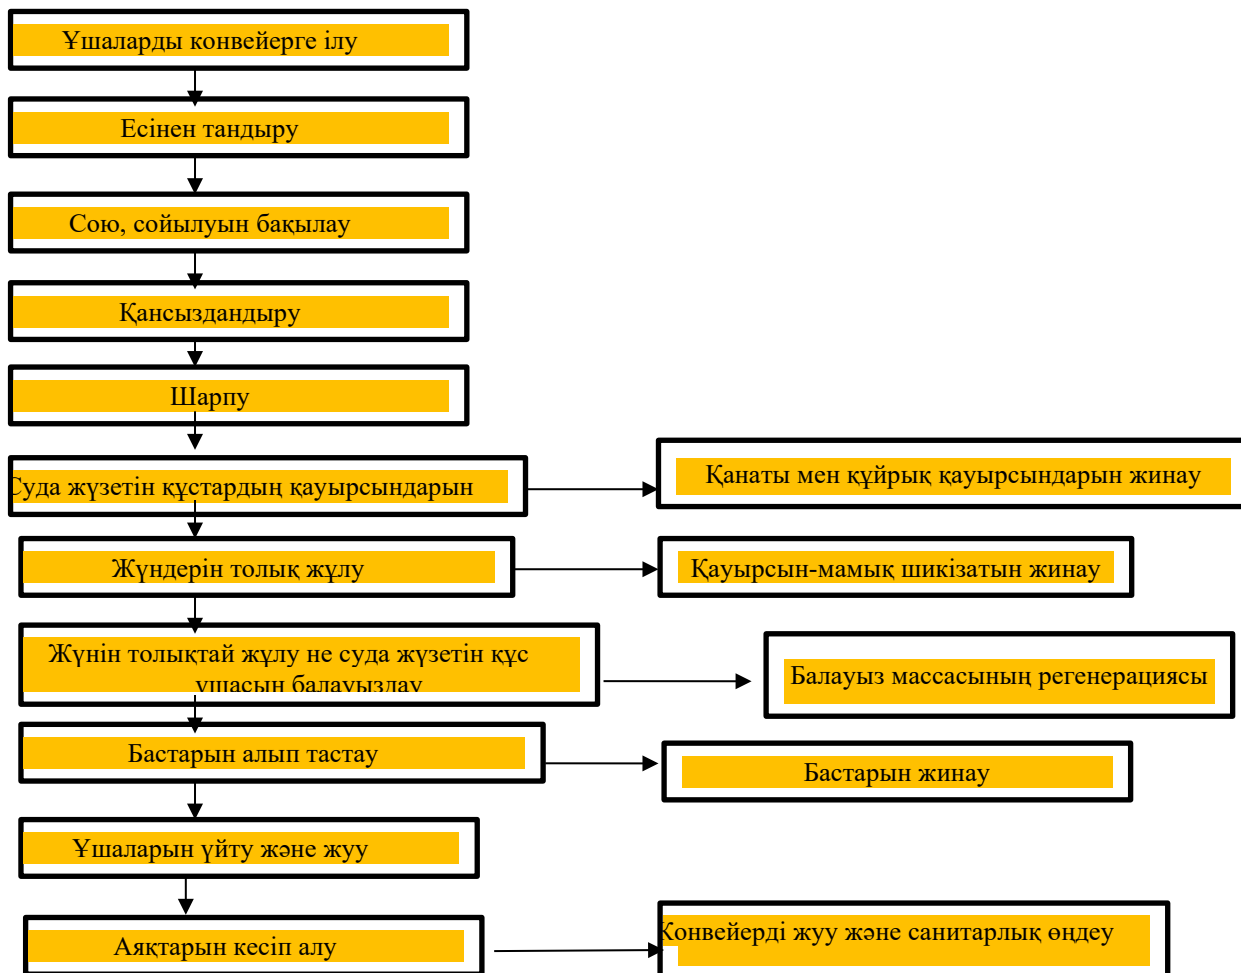 Ұшаларды конвейерге ілу
Есінен тандыру
Сою, сойылуын бақылау
Қансыздандыру
Шарпу
Суда жүзетін құстардың қауырсындарын
Қанаты мен құйрық қауырсындарын жинау
Жүндерін толық жұлу
Қауырсын-мамық шикізатын жинау
Жүнін толықтай жұлу не суда жүзетін құс
ұшасын балауыздау
Балауыз массасының регенерациясы
Бастарын алып тастау
Бастарын жинау
Ұшаларын үйту және жуу
Аяқтарын кесіп алу
Конвейерді жуу және санитарлық өңдеу